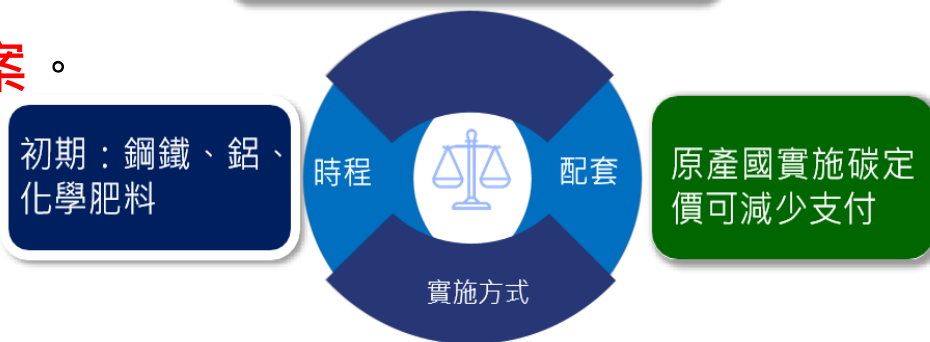 案。
初期：鋼鐵、鋁、
化學肥料
時程
配套
原產國實施碳定
價可減少支付
實施方式